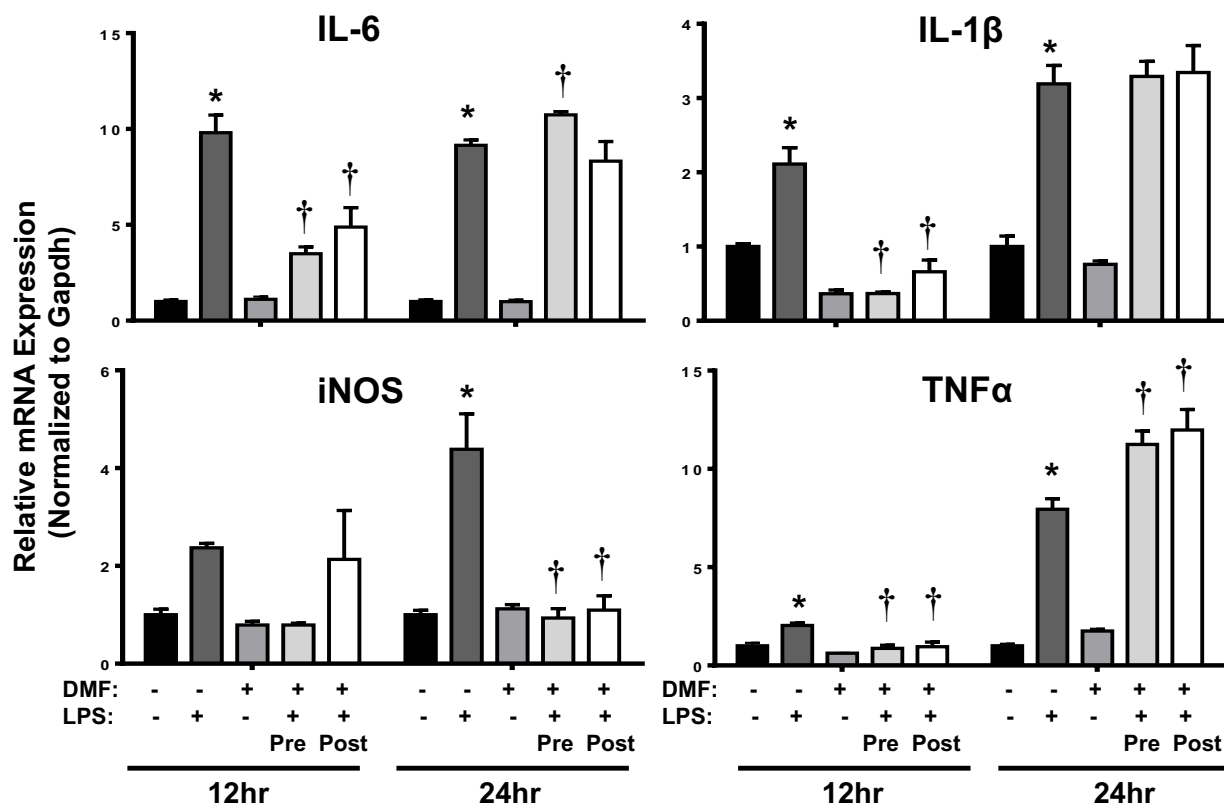 IL-6
15
10
5
0
*
†
†
*
†
IL-1β
4
3
2
1
0
*
†
†
*
Relative mRNA Expression
(Normalized to Gapdh)
iNOS
6
4
2
0
*
†
†
TNFα
15
10
5
0
*
†
†
*
†
†
DMF: - - + + + - - + + +
LPS: - + - + + - + - + +
Pre Post Pre Post
12hr 24hr
DMF: - - + + + - - + + +
LPS: - + - + + - + - + +
Pre Post Pre Post
12hr 24hr